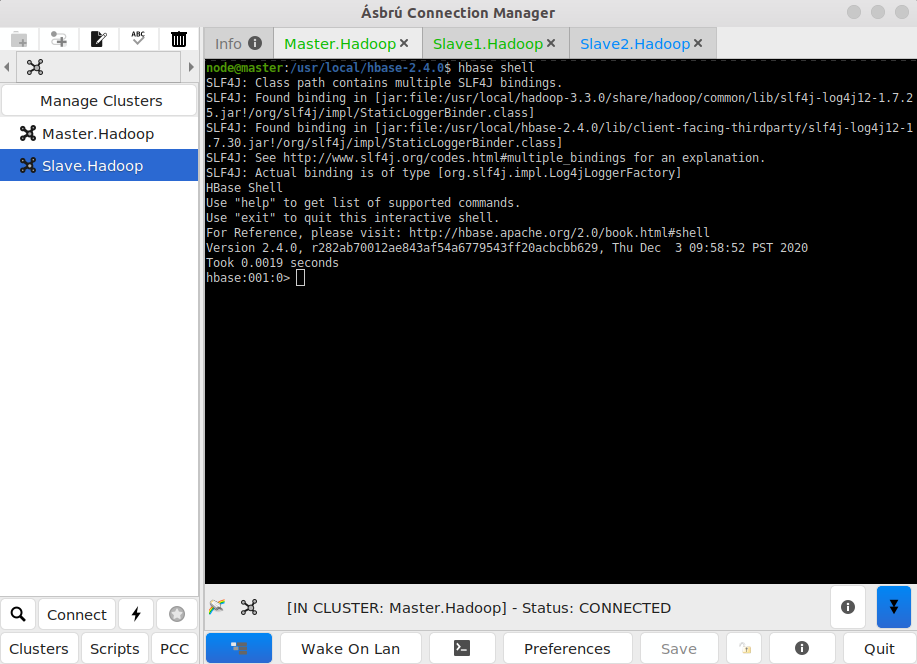 Ásbrú Connection Manager
ABC
Manage Clusters
Master.Hadoop
Slave.Hadoop
Info
Master.Hadoop
Slave1.Hadoop
Slave2.Hadoop
node@master:/usr/local/hbase-2.4.0$ hbase shell
SLF4J: Class path contains multiple SLF4J bindings.
SLF4J: Found binding in [jar:file:/usr/local/hadoop-3.3.0/share/hadoop/common/lib/slf4j-log4j12-1.7.2
5.jar!/org/slf4j/impl/StaticLoggerBinder.class]
SLF4J: Found binding in [jar:file:/usr/local/hbase-2.4.0/lib/client-facing-thirdparty/slf4j-log4j12-1
.7.30.jar!/org/slf4j/impl/StaticLoggerBinder.class]
SLF4J: See http://www.slf4j.org/codes.html#multiple_bindings for an explanation.
SLF4J: Actual binding is of type [org.slf4j.impl.Log4jLoggerFactory]
HBase Shell
Use "help" to get list of supported commands.
Use "exit" to quit this interactive shell.
For Reference, please visit: http://hbase.apache.org/2.0/book.html#shell
Version 2.4.0, r282ab70012ae843af54a6779543ff20acbcbb629, Thu Dec  3 09:58:52 PST 2020
Took 0.0019 seconds
hbase:001:0>
[IN CLUSTER: Master.Hadoop] - Status: CONNECTED
Connect
Clusters
Scripts
PCC
Wake On Lan
Preferences
Save
Quit